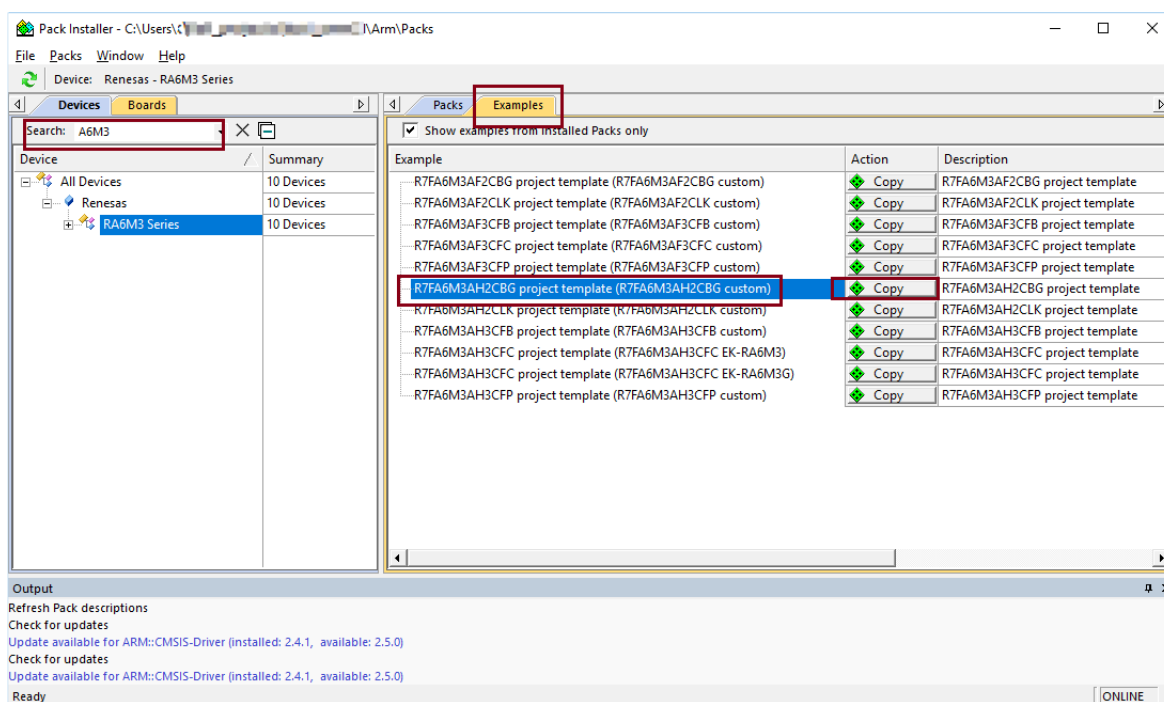 Pack Installer - C:\Users\ \Arm\Packs
File Packs Window Help
Device: Renesas - RA6M3 Series
Devices Boards Packs Examples
Search: A6M3 Show examples from Installed Packs only
Device Summary Example Action Description
All Devices 10 Devices R7FA6M3AF2CBG project template (R7FA6M3AF2CBG custom) Copy R7FA6M3AF2CBG project template
Renesas 10 Devices R7FA6M3AF2CLK project template (R7FA6M3AF2CLK custom) Copy R7FA6M3AF2CLK project template
RA6M3 Series 10 Devices R7FA6M3AF3CFB project template (R7FA6M3AF3CFB custom) Copy R7FA6M3AF3CFB project template
R7FA6M3AF3CFC project template (R7FA6M3AF3CFC custom) Copy R7FA6M3AF3CFC project template
R7FA6M3AF3CFP project template (R7FA6M3AF3CFP custom) Copy R7FA6M3AF3CFP project template
R7FA6M3AH2CBG project template (R7FA6M3AH2CBG custom) Copy R7FA6M3AH2CBG project template
R7FA6M3AH2CLK project template (R7FA6M3AH2CLK custom) Copy R7FA6M3AH2CLK project template
R7FA6M3AH3CFB project template (R7FA6M3AH3CFB custom) Copy R7FA6M3AH3CFB project template
R7FA6M3AH3CFC project template (R7FA6M3AH3CFC EK-RA6M3) Copy R7FA6M3AH3CFC project template
R7FA6M3AH3CFC project template (R7FA6M3AH3CFC EK-RA6M3G) Copy R7FA6M3AH3CFC project template
R7FA6M3AH3CFP project template (R7FA6M3AH3CFP custom) Copy R7FA6M3AH3CFP project template
Output
Refresh Pack descriptions
Check for updates
Update available for ARM::CMSIS-Driver (installed: 2.4.1, available: 2.5.0)
Check for updates
Update available for ARM::CMSIS-Driver (installed: 2.4.1, available: 2.5.0)
Ready ONLINE